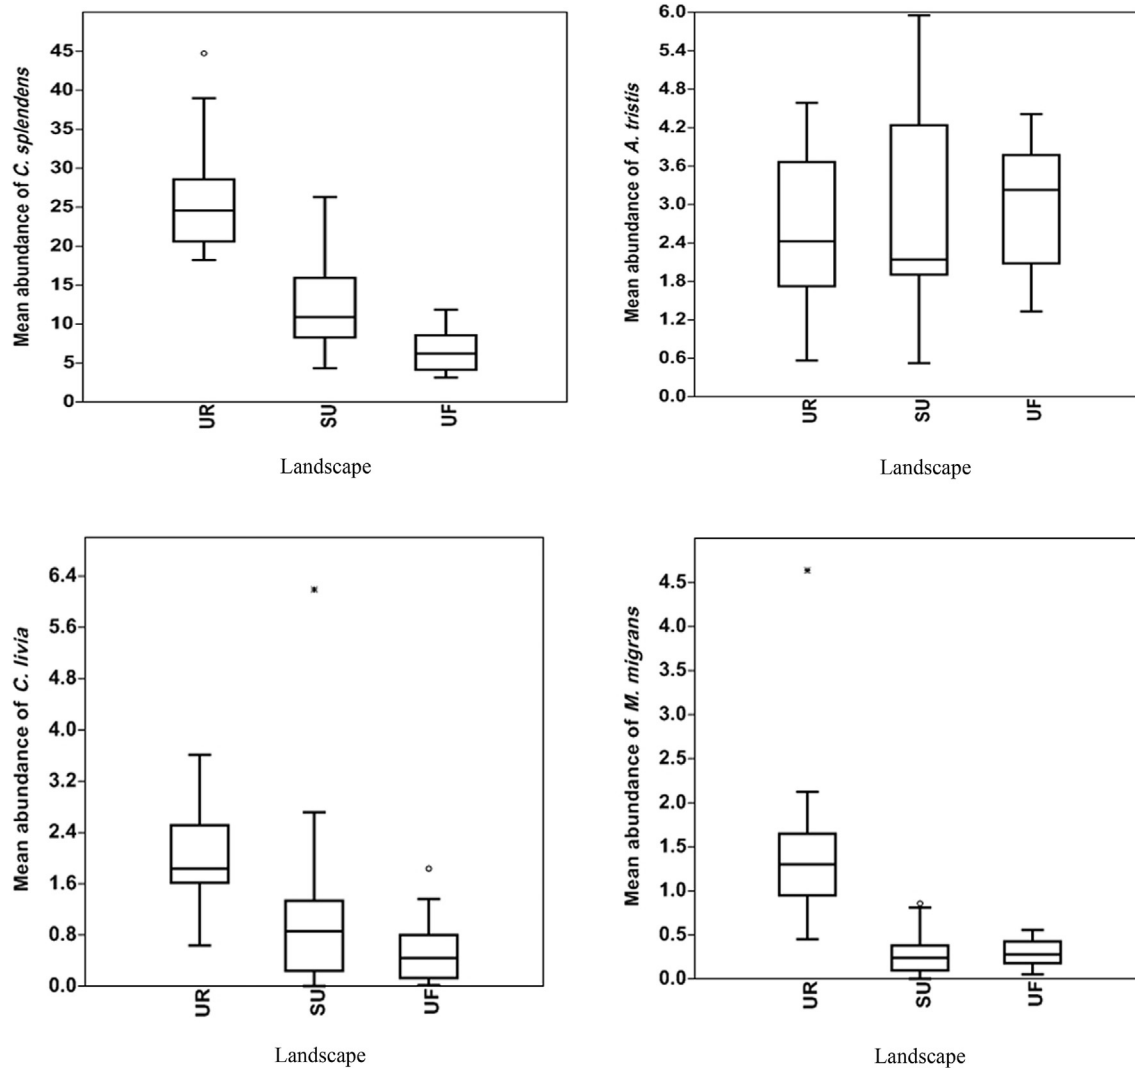 Mean abundance of C. splendens
45
40
35
30
25
20
15
10
5
0
UR
SU
UF
Landscape
Mean abundance of A. tristis
6.0
5.4
4.8
4.2
3.6
3.0
2.4
1.8
1.2
0.6
0.0
UR
SU
UF
Landscape
Mean abundance of C. livia
6.4
5.6
4.8
4.0
3.2
2.4
1.6
0.8
0.0
UR
SU
UF
Landscape
Mean abundance of M. migrans
4.5
4.0
3.5
3.0
2.5
2.0
1.5
1.0
0.5
0.0
UR
SU
UF
Landscape